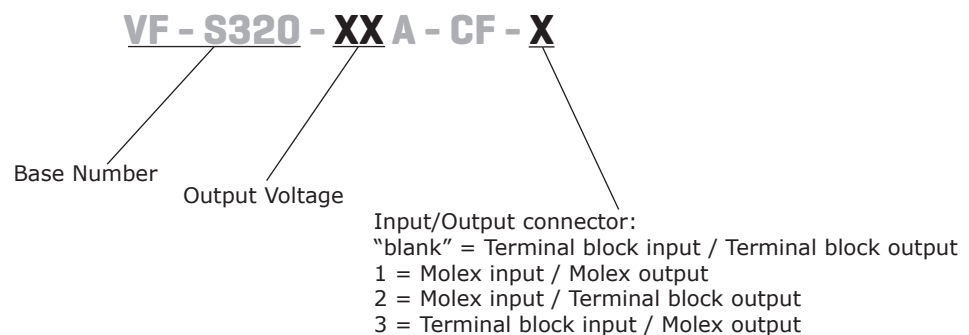 VF - S320 - XX A - CF - X
Base Number
Output Voltage
Input/Output connector:
“blank” = Terminal block input / Terminal block output
1 = Molex input / Molex output
2 = Molex input / Terminal block output
3 = Terminal block input / Molex output